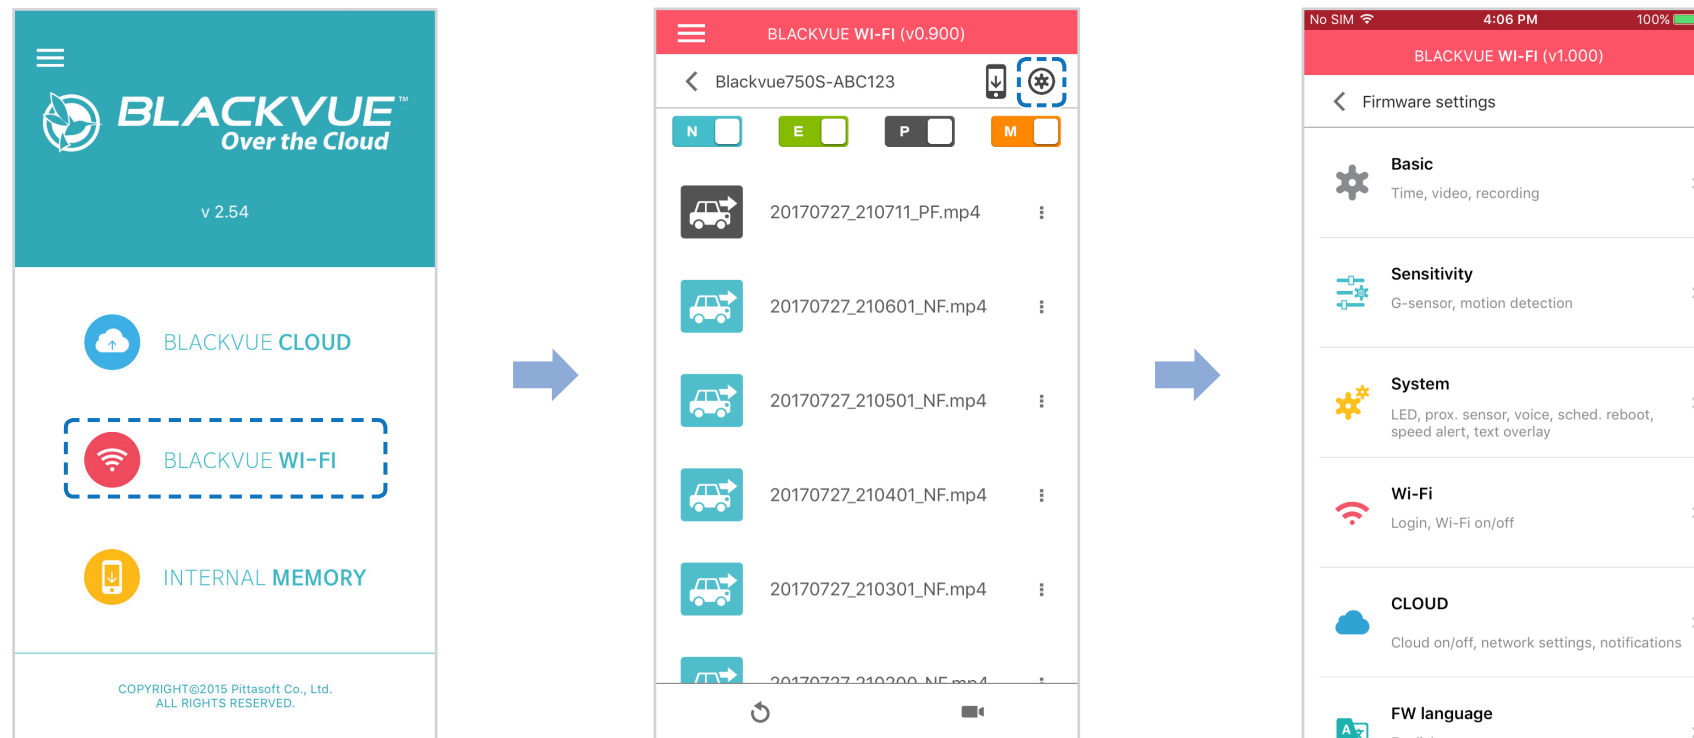 BLACKVUE™
Over the Cloud
v 2.54
BLACKVUE CLOUD
BLACKVUE WI-FI
INTERNAL MEMORY
COPYRIGHT©2015 Pittasoft Co., Ltd.
ALL RIGHTS RESERVED.
BLACKVUE WI-FI (v0.900)
Blackvue750S-ABC123
N E P M
20170727_210711_PF.mp4
20170727_210601_NF.mp4
20170727_210501_NF.mp4
20170727_210401_NF.mp4
20170727_210301_NF.mp4
20170727_210200_NF.mp4
No SIM 4:06 PM 100%
BLACKVUE WI-FI (v1.000)
Firmware settings
Basic
Time, video, recording
Sensitivity
G-sensor, motion detection
System
LED, prox. sensor, voice, sched. reboot,
speed alert, text overlay
Wi-Fi
Login, Wi-Fi on/off
CLOUD
Cloud on/off, network settings, notifications
FW language